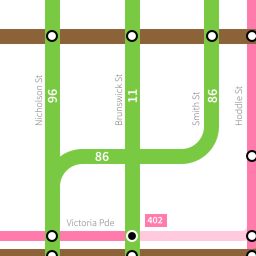 Nicholson St
96
Brunswick St
11
Smith St
86
Hoddle St
86
Victoria Pde
402